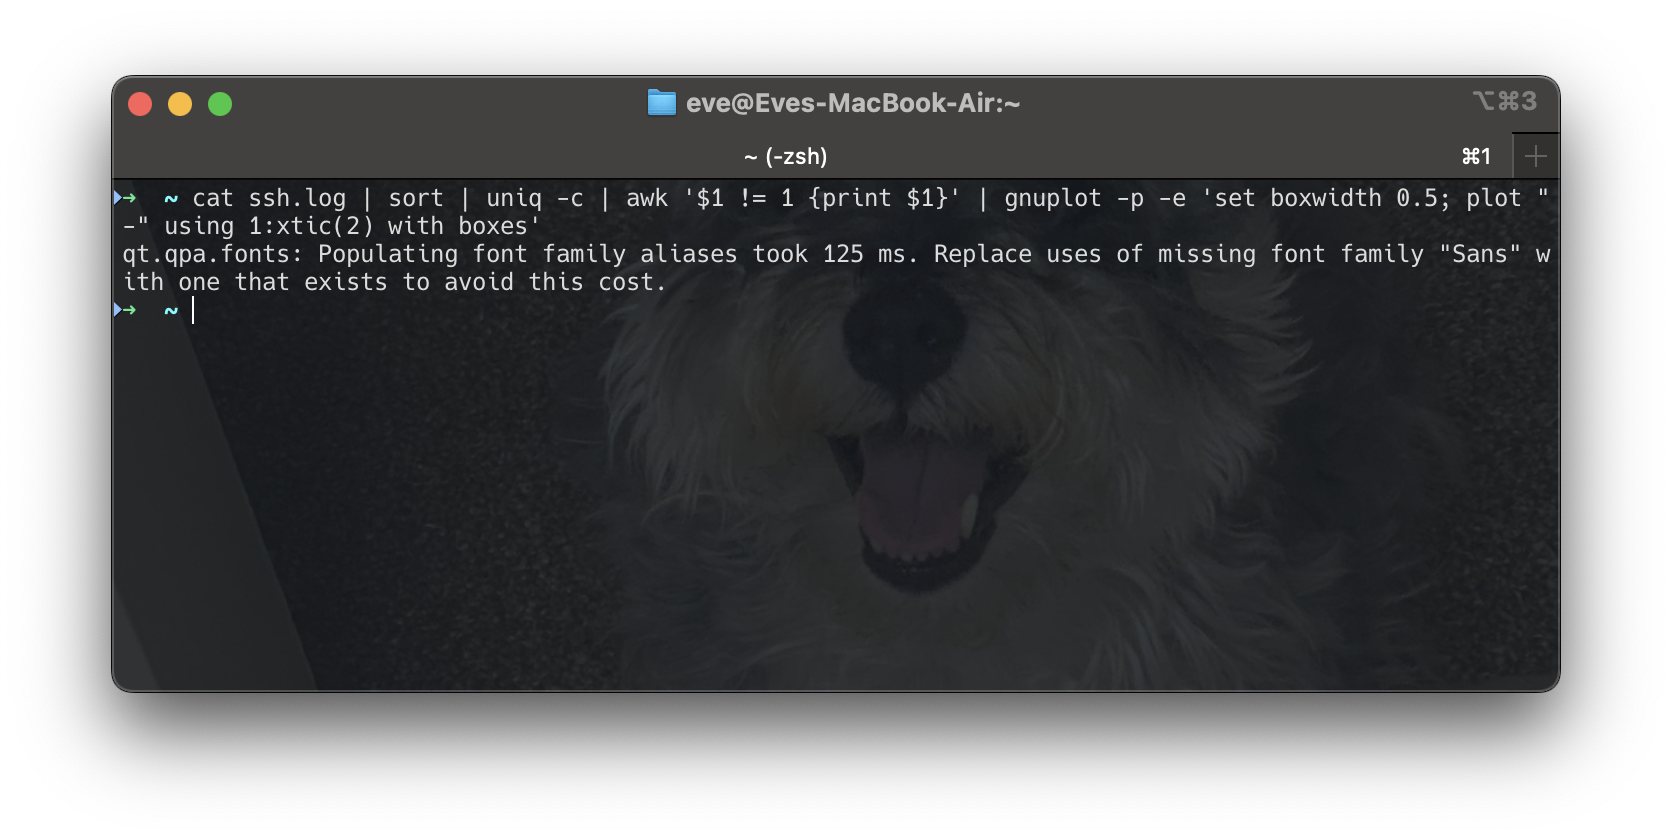 eve@Eves-MacBook-Air:~
⌥⌘3
~ (-zsh)
⌘1
➜ ~ cat ssh.log | sort | uniq -c | awk '$1 != 1 {print $1}' | gnuplot -p -e 'set boxwidth 0.5; plot "
-" using 1:xtic(2) with boxes'
qt.qpa.fonts: Populating font family aliases took 125 ms. Replace uses of missing font family "Sans" w
ith one that exists to avoid this cost.
➜ ~